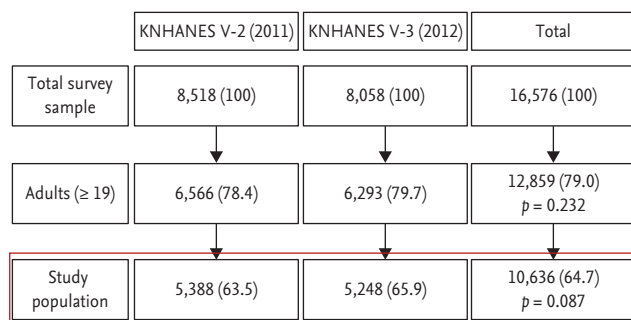 KNHANES V-2 (2011) KNHANES V-3 (2012) Total
Total survey
sample
8,518 (100) 8,058 (100) 16,576 (100)
Adults (≥ 19) 6,566 (78.4) 6,293 (79.7) 12,859 (79.0)
p = 0.232
Study
population
5,388 (63.5) 5,248 (65.9) 10,636 (64.7)
p = 0.087